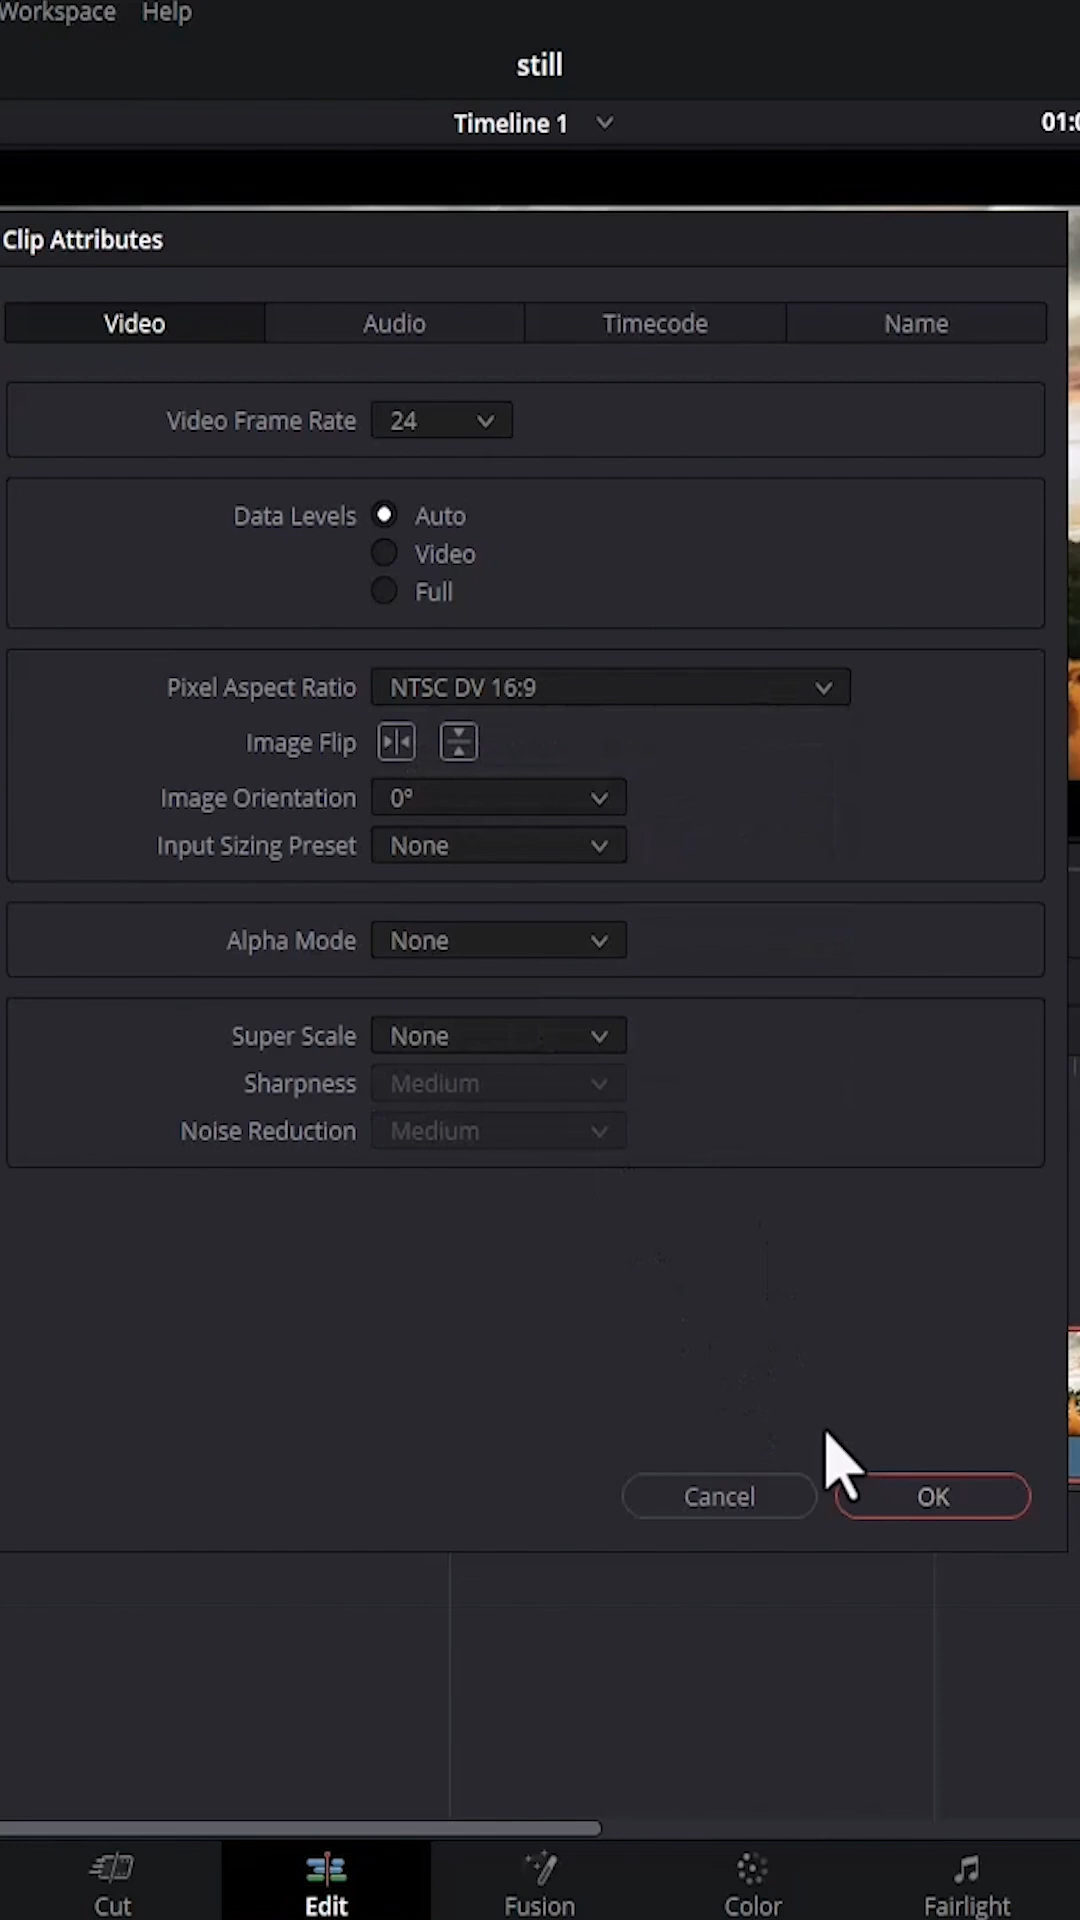 Workspace Help
still
Timeline 1
Clip Attributes
Video Audio Timecode Name
Video Frame Rate 24
Data Levels Auto
Video
Full
Pixel Aspect Ratio NTSC DV 16:9
Image Flip
Image Orientation 0°
Input Sizing Preset None
Alpha Mode None
Super Scale None
Sharpness Medium
Noise Reduction Medium
Cancel OK
Cut Edit Fusion Color Fairlight